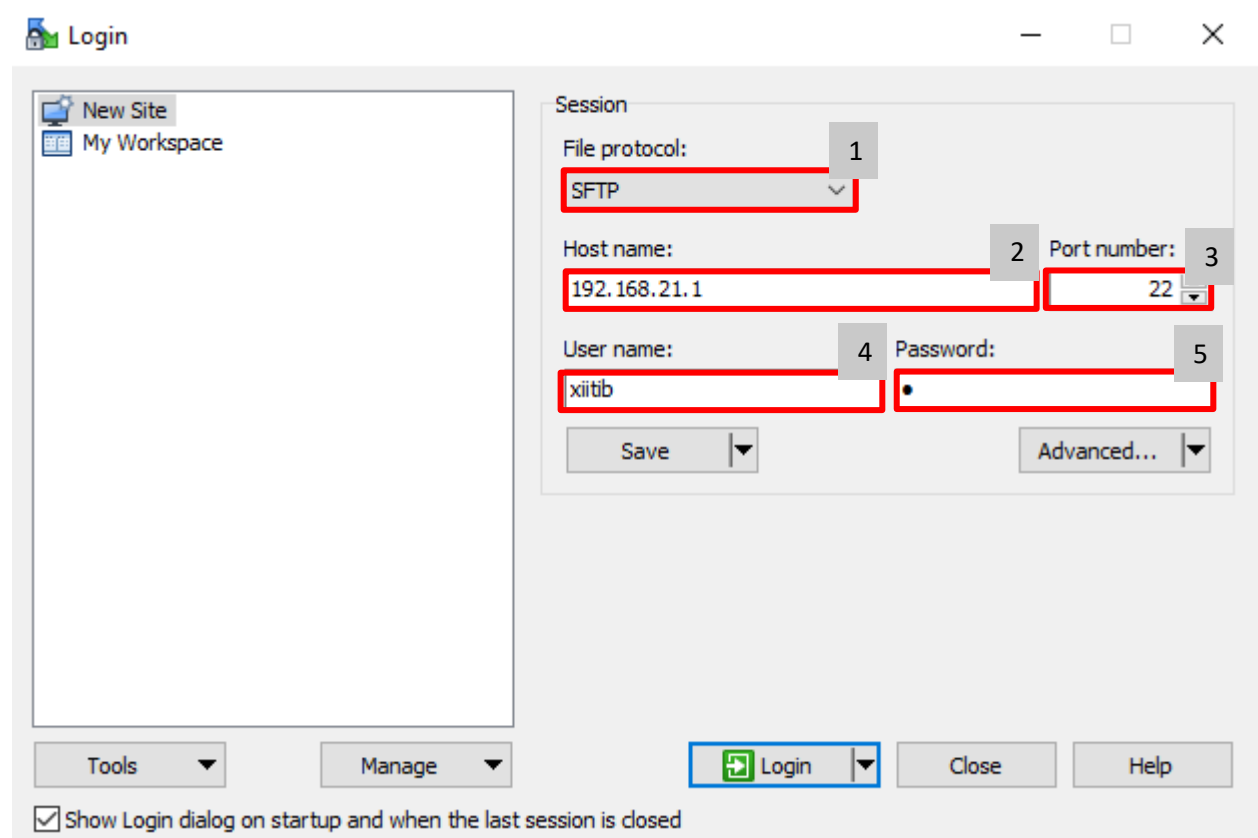 Login
New Site
My Workspace
Session
File protocol:
1
SFTP
Host name:
2
Port number:
3
192.168.21.1
22
User name:
4
Password:
5
xiitib
Save
Advanced...
Tools
Manage
Login
Close
Help
Show Login dialog on startup and when the last session is closed